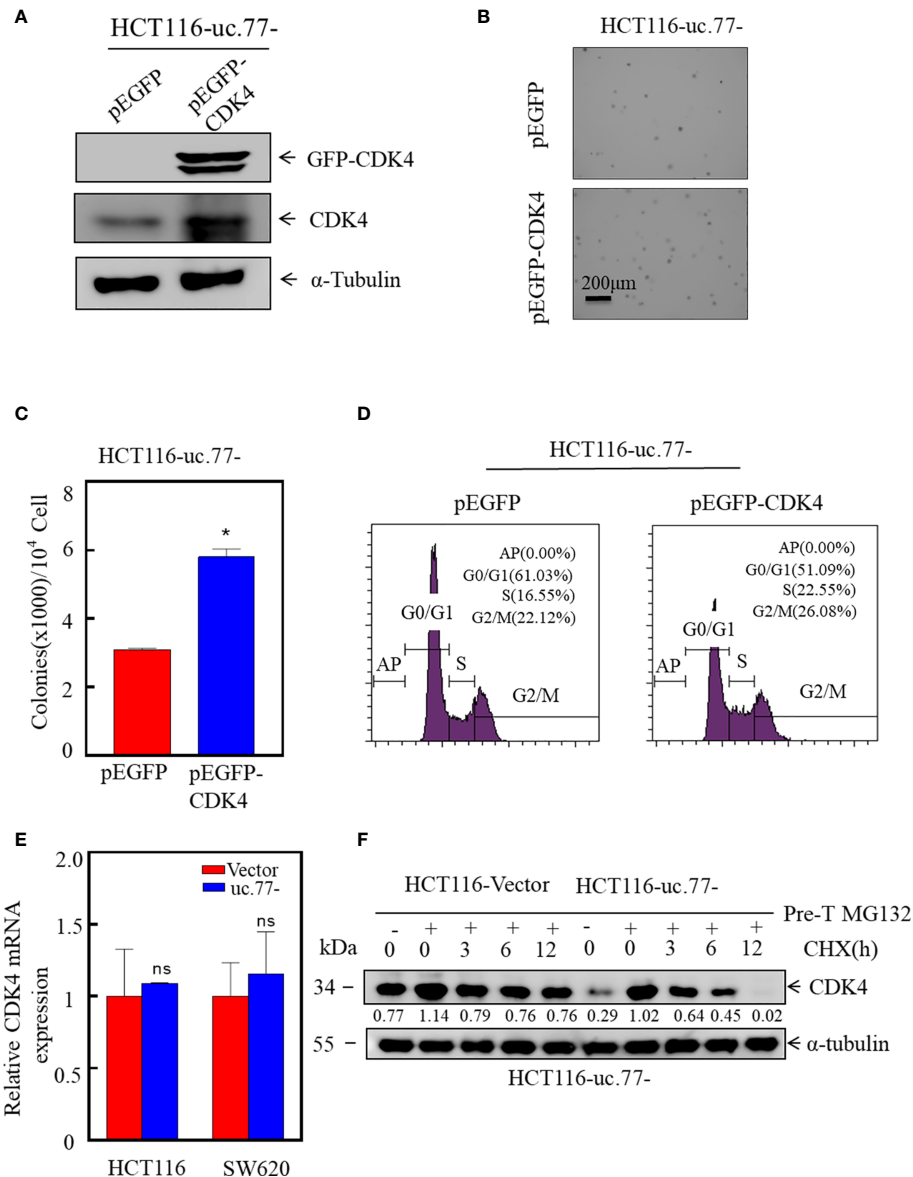 A
HCT116-uc.77-
pEGFP
pEGFP-
CDK4
GFP-CDK4
CDK4
α-Tubulin
B
HCT116-uc.77-
pEGFP
pEGFP-CDK4
200μm
C
HCT116-uc.77-
Colonies(x1000)/10⁴ Cell
8
6
4
2
0
*
pEGFP
pEGFP-
CDK4
D
HCT116-uc.77-
pEGFP
AP(0.00%)
G0/G1(61.03%)
S(16.55%)
G2/M(22.12%)
G0/G1
AP
S
G2/M
pEGFP-CDK4
AP(0.00%)
G0/G1(51.09%)
S(22.55%)
G2/M(26.08%)
G0/G1
AP
S
G2/M
E
Relative CDK4 mRNA
expression
2.0
1.5
1
0.5
0
Vector
uc.77-
ns
ns
HCT116
SW620
F
HCT116-Vector HCT116-uc.77-
- + + + + - + + + + Pre-T MG132
kDa 0 0 3 6 12 0 0 3 6 12 CHX(h)
34 CDK4
0.77 1.14 0.79 0.76 0.76 0.29 1.02 0.64 0.45 0.02
55 α-tubulin
HCT116-uc.77-